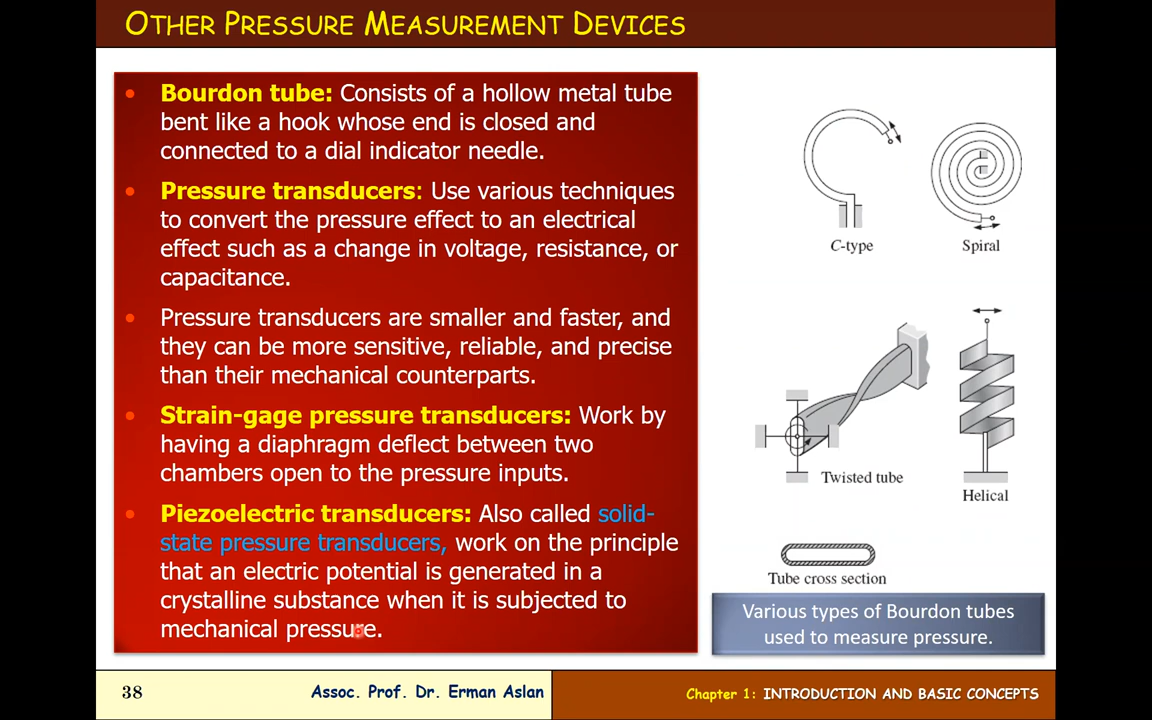 OTHER PRESSURE MEASUREMENT DEVICES
• Bourdon tube: Consists of a hollow metal tube
bent like a hook whose end is closed and
connected to a dial indicator needle.
• Pressure transducers: Use various techniques
to convert the pressure effect to an electrical
effect such as a change in voltage, resistance, or
capacitance.
• Pressure transducers are smaller and faster, and
they can be more sensitive, reliable, and precise
than their mechanical counterparts.
• Strain-gage pressure transducers: Work by
having a diaphragm deflect between two
chambers open to the pressure inputs.
• Piezoelectric transducers: Also called solid-
state pressure transducers, work on the principle
that an electric potential is generated in a
crystalline substance when it is subjected to
mechanical pressure.
C-type
Spiral
Twisted tube
Helical
Tube cross section
Various types of Bourdon tubes
used to measure pressure.
38
Assoc. Prof. Dr. Erman Aslan
Chapter 1: INTRODUCTION AND BASIC CONCEPTS